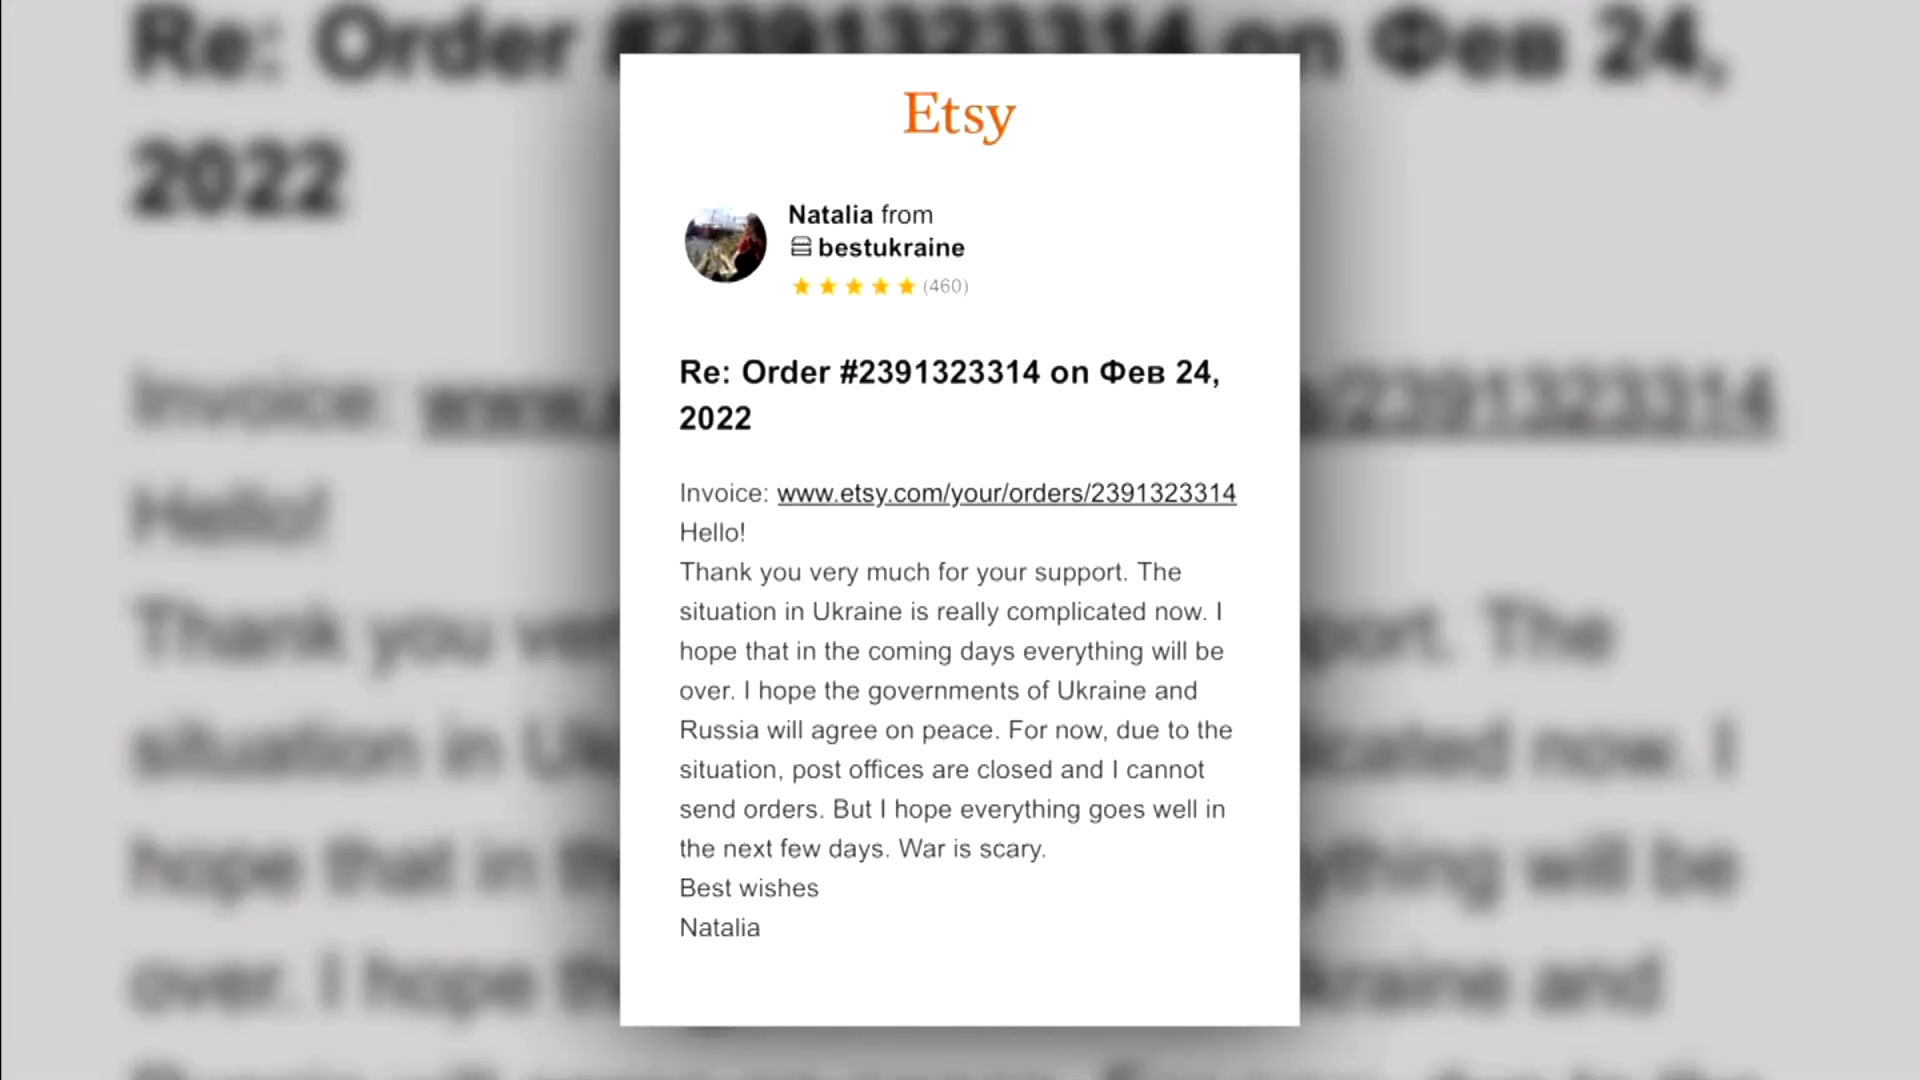 Etsy
Natalia from
bestukraine
(460)
Re: Order #2391323314 on Фев 24,
2022
Invoice: www.etsy.com/your/orders/2391323314
Hello!
Thank you very much for your support. The
situation in Ukraine is really complicated now. I
hope that in the coming days everything will be
over. I hope the governments of Ukraine and
Russia will agree on peace. For now, due to the
situation, post offices are closed and I cannot
send orders. But I hope everything goes well in
the next few days. War is scary.
Best wishes
Natalia